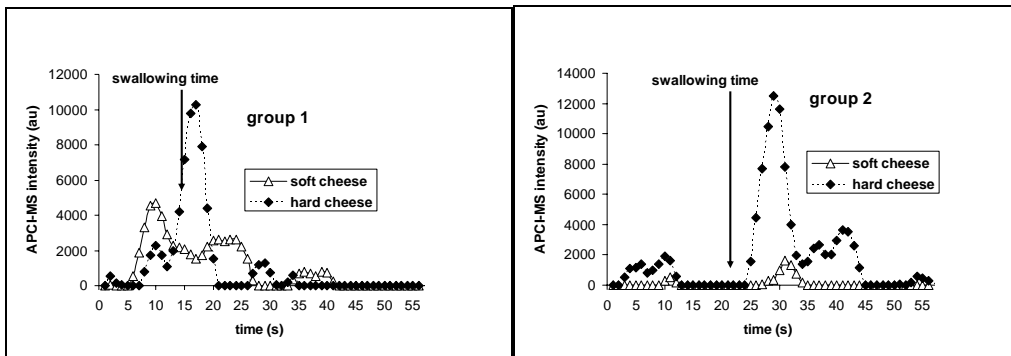 12000
10000
8000
6000
4000
2000
0
APCI-MS intensity (au)
swallowing time
group 1
soft cheese
hard cheese
0 5 10 15 20 25 30 35 40 45 50 55
time (s)
14000
12000
10000
8000
6000
4000
2000
0
APCI-MS intensity (au)
swallowing time
group 2
soft cheese
hard cheese
0 5 10 15 20 25 30 35 40 45 50 55
time (s)